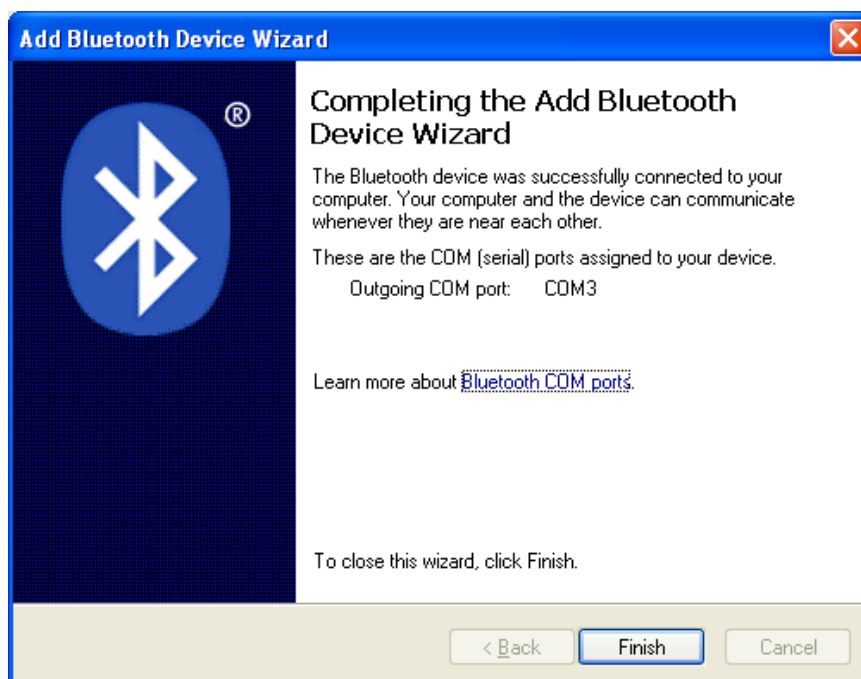 Add Bluetooth Device Wizard
®
Completing the Add Bluetooth
Device Wizard
The Bluetooth device was successfully connected to your
computer. Your computer and the device can communicate
whenever they are near each other.
These are the COM (serial) ports assigned to your device.
Outgoing COM port: COM3
Learn more about Bluetooth COM ports.
To close this wizard, click Finish.
< Back Finish Cancel